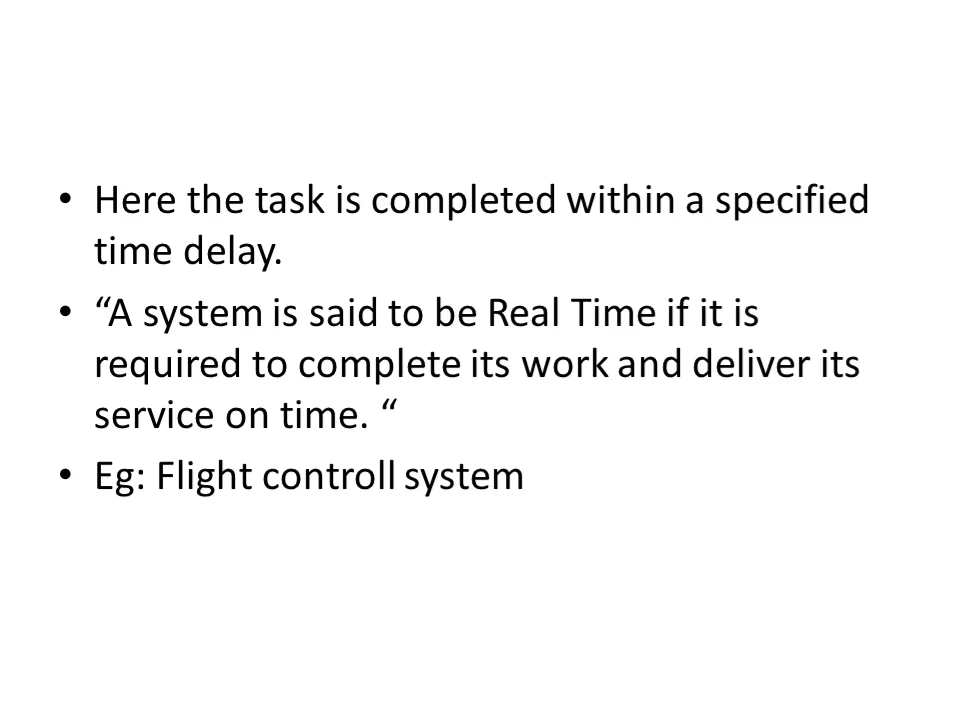 • Here the task is completed within a specified
time delay.
• “A system is said to be Real Time if it is
required to complete its work and deliver its
service on time. “
• Eg: Flight controll system